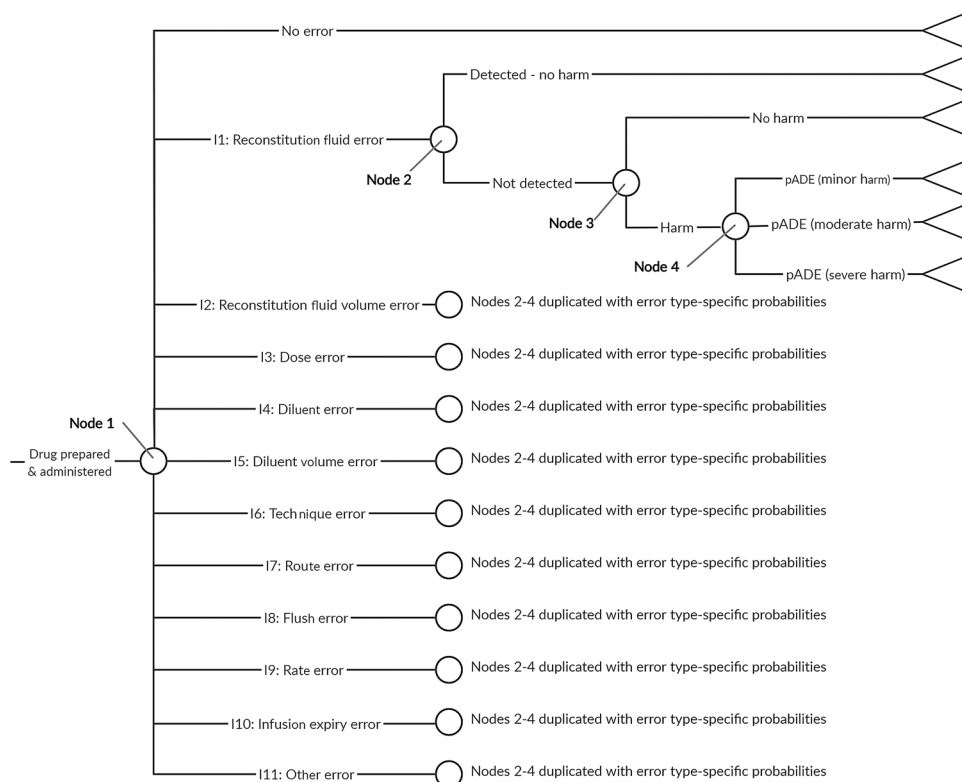 No error
Detected - no harm
No harm
I1: Reconstitution fluid error
Node 2
Not detected
pADE (minor harm)
Node 3
Harm
pADE (moderate harm)
Node 4
pADE (severe harm)
I2: Reconstitution fluid volume error
Nodes 2-4 duplicated with error type-specific probabilities
I3: Dose error
Nodes 2-4 duplicated with error type-specific probabilities
I4: Diluent error
Nodes 2-4 duplicated with error type-specific probabilities
Node 1
Drug prepared
& administered
I5: Diluent volume error
Nodes 2-4 duplicated with error type-specific probabilities
I6: Technique error
Nodes 2-4 duplicated with error type-specific probabilities
I7: Route error
Nodes 2-4 duplicated with error type-specific probabilities
I8: Flush error
Nodes 2-4 duplicated with error type-specific probabilities
I9: Rate error
Nodes 2-4 duplicated with error type-specific probabilities
I10: Infusion expiry error
Nodes 2-4 duplicated with error type-specific probabilities
I11: Other error
Nodes 2-4 duplicated with error type-specific probabilities